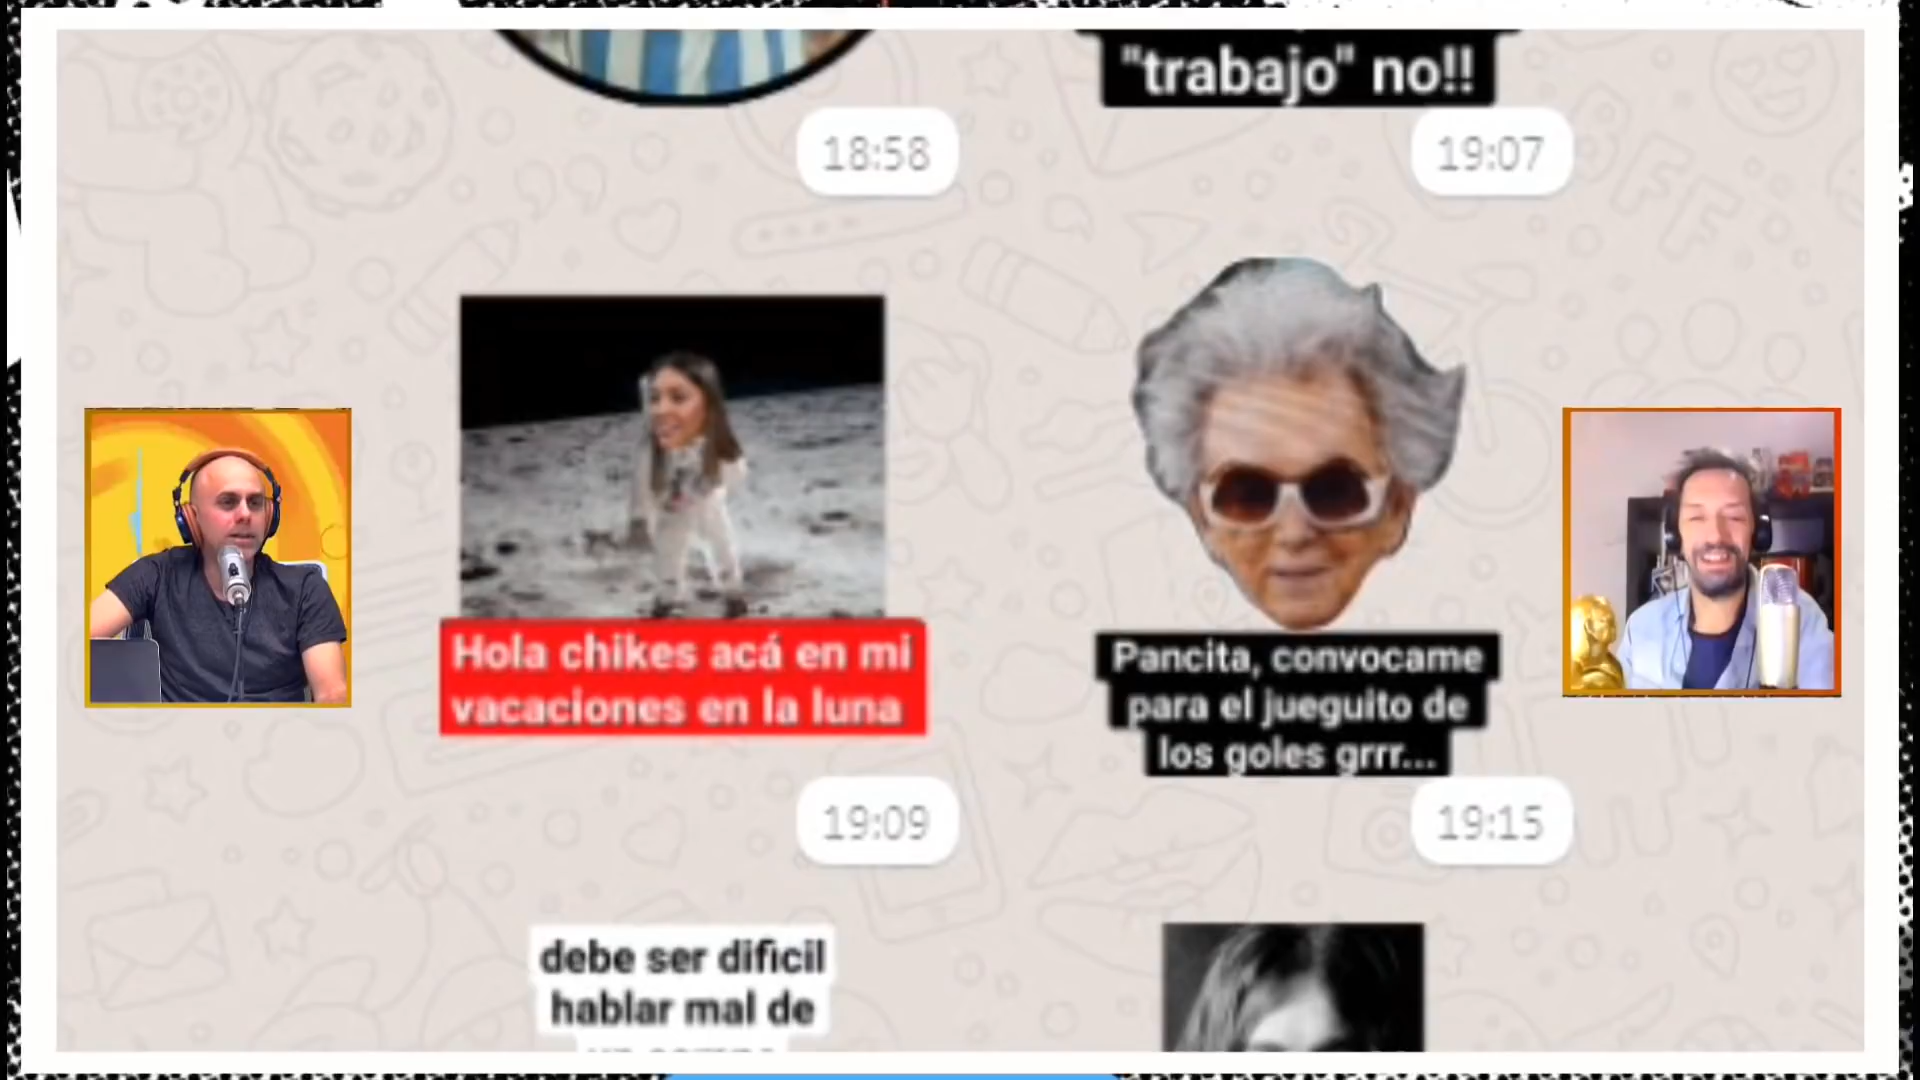 "trabajo" no!!
18:58
19:07
Hola chikes acá en mi
vacaciones en la luna
Pancita, convocame
para el jueguito de
los goles grrr...
19:09
19:15
debe ser dificil
hablar mal de